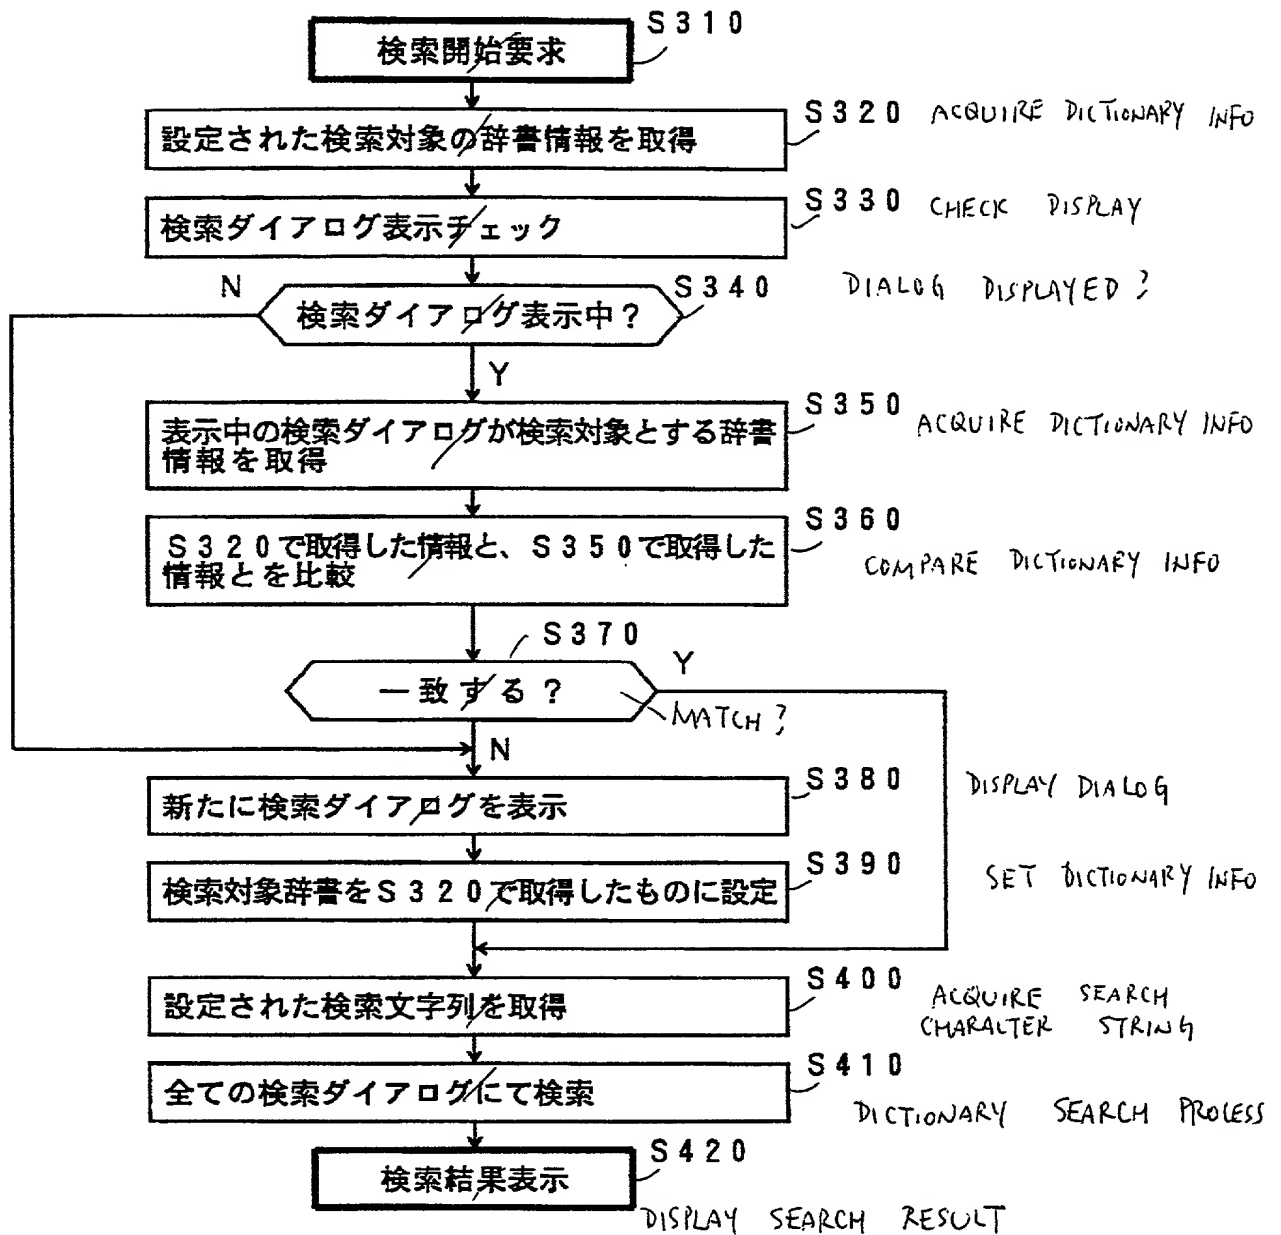 S310
検索開始要求
S320 ACQUIRE DICTIONARY INFO
設定された検索対象の辞書情報を取得
S330 CHECK DISPLAY
検索ダイアログ表示チェック
N
S340 DIALOG DISPLAYED?
検索ダイアログ表示中?
Y
S350 ACQUIRE DICTIONARY INFO
表示中の検索ダイアログが検索対象とする辞書
情報を取得
S360
COMPARE DICTIONARY INFO
S320で取得した情報と、S350で取得した
情報とを比較
S370
Y
一致する?
MATCH?
N
S380 DISPLAY DIALOG
新たに検索ダイアログを表示
S390 SET DICTIONARY INFO
検索対象辞書をS320で取得したものに設定
S400 ACQUIRE SEARCH
CHARACTER STRING
設定された検索文字列を取得
S410
全ての検索ダイアログにて検索
DICTIONARY SEARCH PROCESS
S420
検索結果表示
DISPLAY SEARCH RESULT